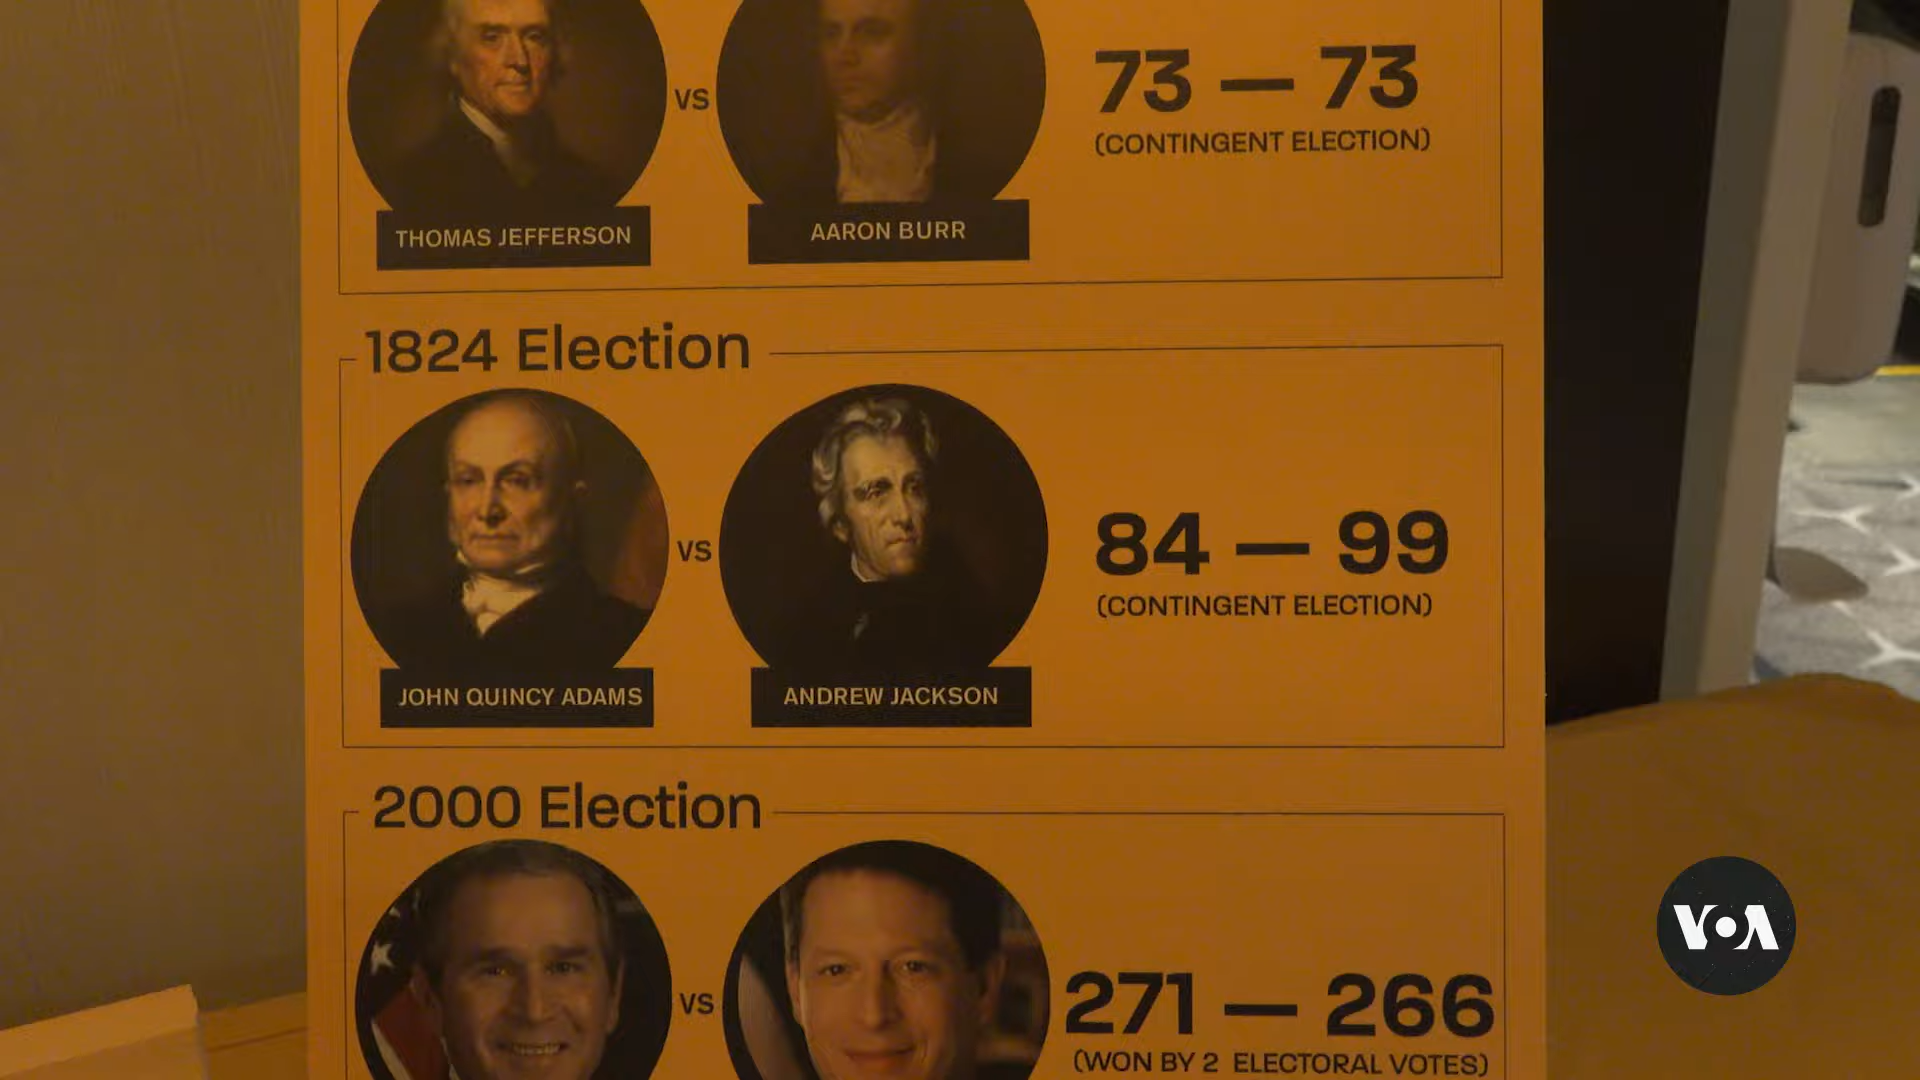 VS
73 — 73
(CONTINGENT ELECTION)
THOMAS JEFFERSON
AARON BURR
1824 Election
VS
84 — 99
(CONTINGENT ELECTION)
JOHN QUINCY ADAMS
ANDREW JACKSON
2000 Election
VS
271 — 266
(WON BY 2 ELECTORAL VOTES)
VOA